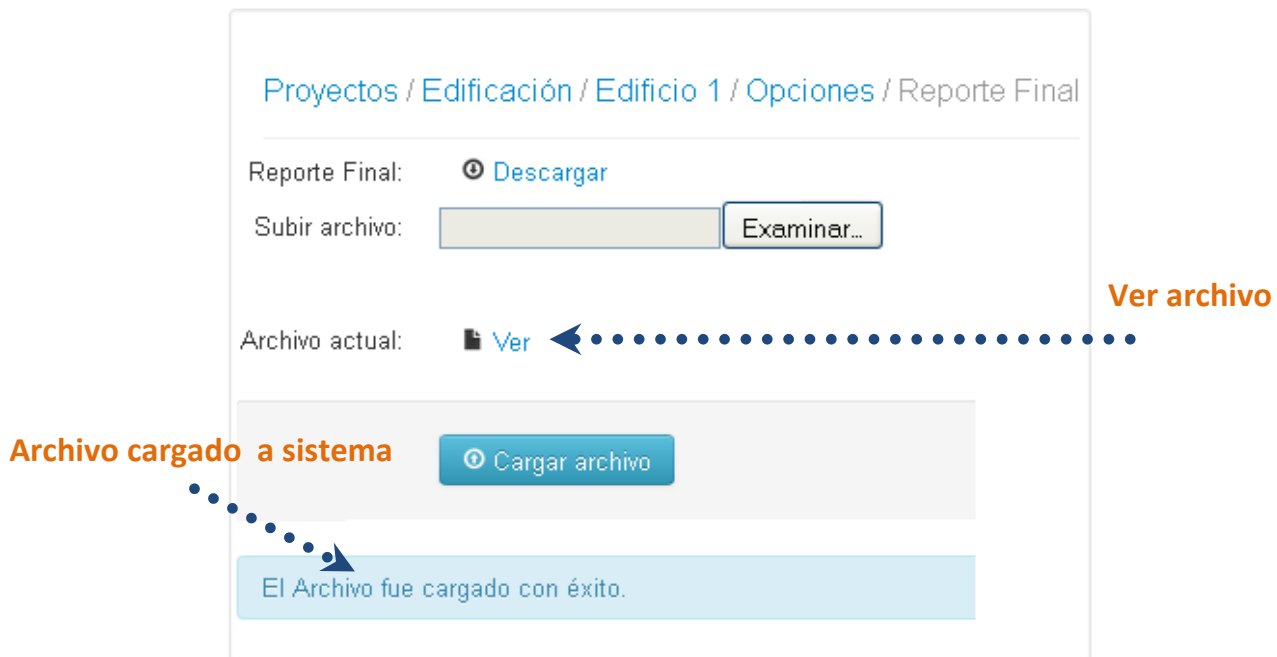 Proyectos / Edificación / Edificio 1 / Opciones / Reporte Final
Reporte Final: Descargar
Subir archivo: Examinar...
Ver archivo
Archivo actual: Ver
Archivo cargado a sistema
Cargar archivo
El Archivo fue cargado con éxito.